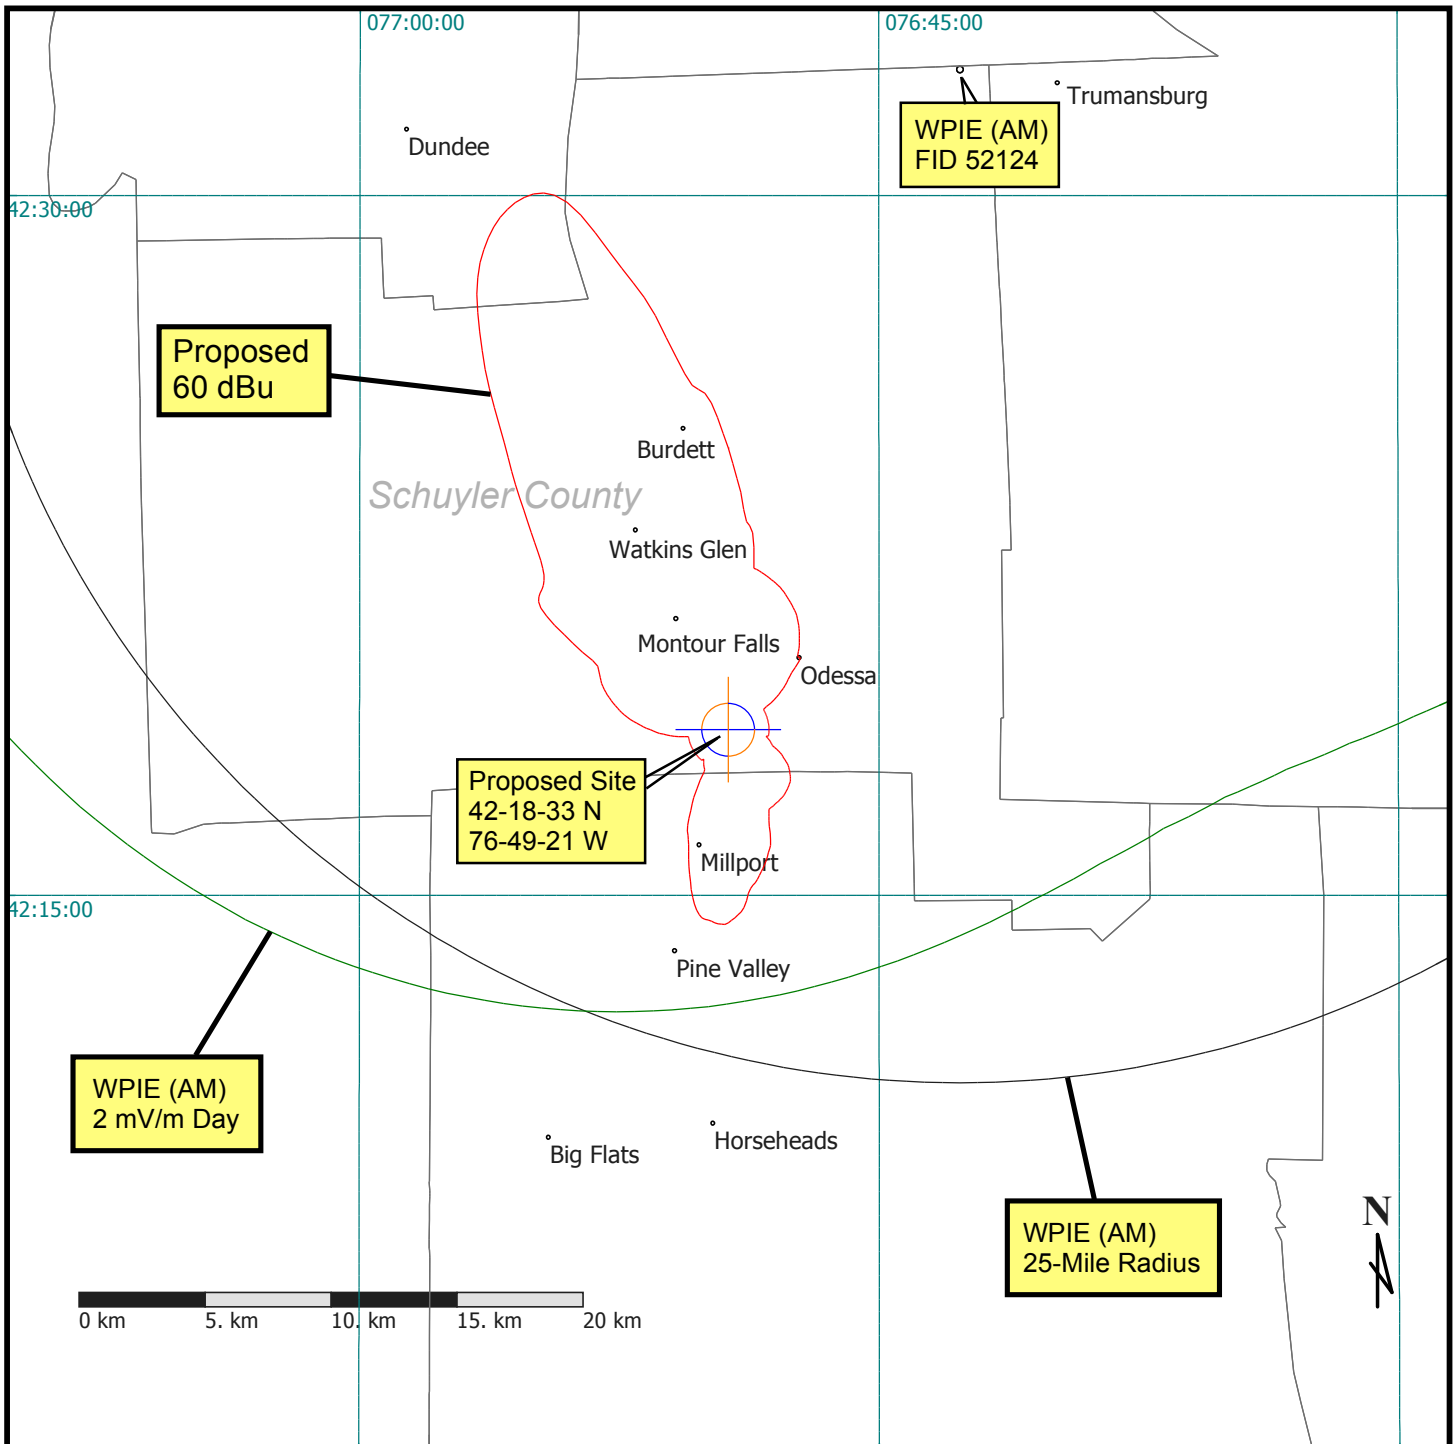 077:00:00
076:45:00
Trumansburg
WPIE (AM)
FID 52124
Dundee
42:30:00
Proposed
60 dBu
Burdett
Schuyler County
Watkins Glen
Montour Falls
Odessa
Proposed Site
42-18-33 N
76-49-21 W
Millport
42:15:00
Pine Valley
WPIE (AM)
2 mV/m Day
Big Flats
Horseheads
WPIE (AM)
25-Mile Radius
N
0 km
5. km
10. km
15. km
20 km